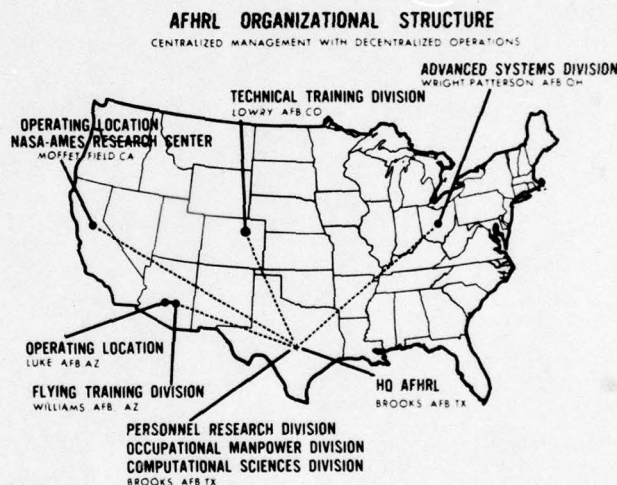 AFHRL ORGANIZATIONAL STRUCTURE
CENTRALIZED MANAGEMENT WITH DECENTRALIZED OPERATIONS
ADVANCED SYSTEMS DIVISION
WRIGHT PATTERSON AFB OH
TECHNICAL TRAINING DIVISION
LOWRY AFB CO
OPERATING LOCATION
NASA-AMES RESEARCH CENTER
MOFFET FIELD CA
OPERATING LOCATION
LUKE AFB AZ
FLYING TRAINING DIVISION
WILLIAMS AFB, AZ
HQ AFHRL
BROOKS AFB TX
PERSONNEL RESEARCH DIVISION
OCCUPATIONAL MANPOWER DIVISION
COMPUTATIONAL SCIENCES DIVISION
BROOKS AFB TX